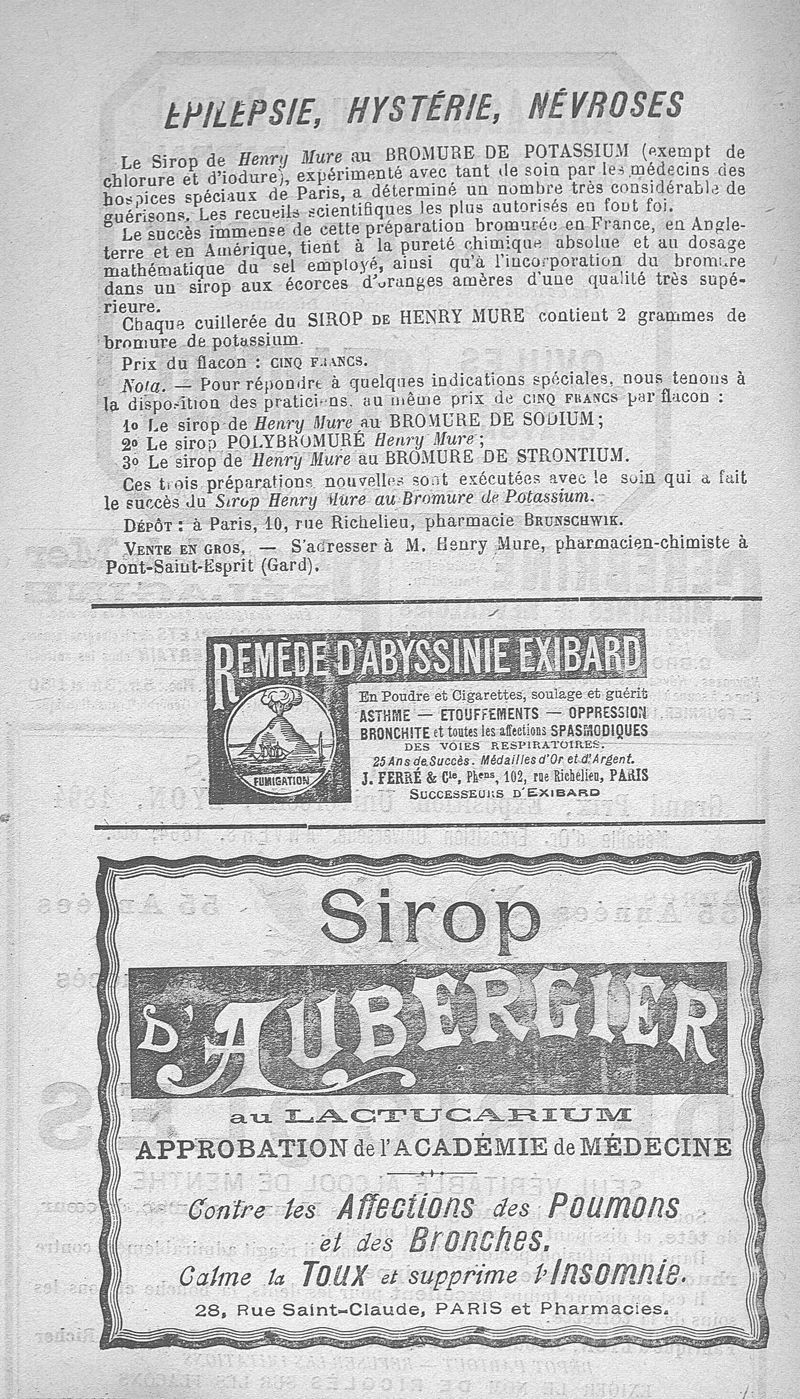 ÉPILEPSIE, HYSTÉRIE, NÉVROSES
Le Sirop de Henry Mure au BROMURE DE POTASSIUM (exempt de
chlorure et d'iodure), expérimenté avec tant de soin par les médecins des
hospices spéciaux de Paris, a déterminé un nombre très considérable de
guérisons. Les recueils scientifiques les plus autorisés en font foi.
Le succès immense de cette préparation bromurée en France, en Angle-
terre et en Amérique, tient à la pureté chimique absolue et au dosage
mathématique du sel employé, ainsi qu'à l'incorporation du bromure
dans un sirop aux écorces d'oranges amères d'une qualité très supé-
rieure.
Chaque cuillerée du SIROP DE HENRY MURE contient 2 grammes de
bromure de potassium.
Prix du flacon : CINQ FRANCS.
Nota. — Pour répondre à quelques indications spéciales, nous tenons à
la disposition des praticiens, au même prix de CINQ FRANCS par flacon :
1º Le sirop de Henry Mure au BROMURE DE SODIUM;
2º Le sirop POLYBROMURÉ Henry Mure;
3º Le sirop de Henry Mure au BROMURE DE STRONTIUM.
Ces trois préparations nouvelles sont exécutées avec le soin qui a fait
le succès du Sirop Henry Mure au Bromure de Potassium.
DÉPÔT : à Paris, 10, rue Richelieu, pharmacie BRUNSCHWIK.
VENTE EN GROS, — S'adresser à M. Henry Mure, pharmacien-chimiste à
Pont-Saint-Esprit (Gard).
REMÈDE D'ABYSSINIE EXIBARD
En Poudre et Cigarettes, soulage et guérit
ASTHME — ETOUFFEMENTS — OPPRESSION
BRONCHITE et toutes les affections SPASMODIQUES
DES VOIES RESPIRATOIRES.
25 Ans de Succès. Médailles d'Or et d'Argent.
J. FERRÉ & Cie, Phens, 102, rue Richelieu, PARIS
SUCCESSEURS D'EXIBARD
FUMIGATION
Sirop
D'AUBERGIER
au LACTUCARIUM
APPROBATION de l'ACADÉMIE de MÉDECINE
Contre les Affections des Poumons
et des Bronches.
Calme la TOUX et supprime l'Insomnie.
28, Rue Saint-Claude, PARIS et Pharmacies.